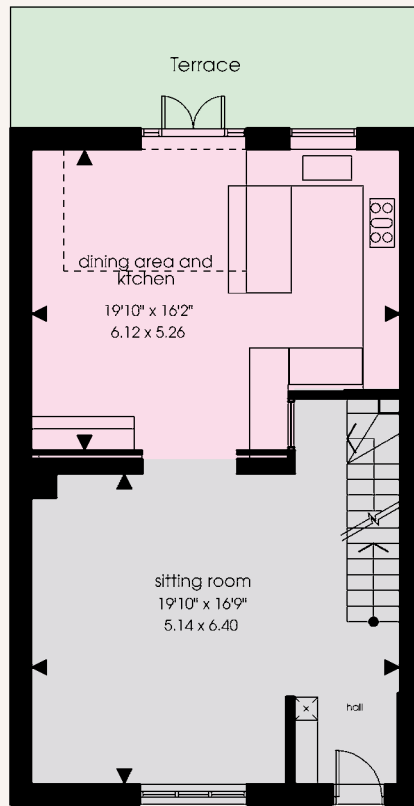 Terrace
dining area and
kitchen
19'10" x 16'2"
6.12 x 5.26
sitting room
19'10" x 16'9"
5.14 x 6.40
hall
N